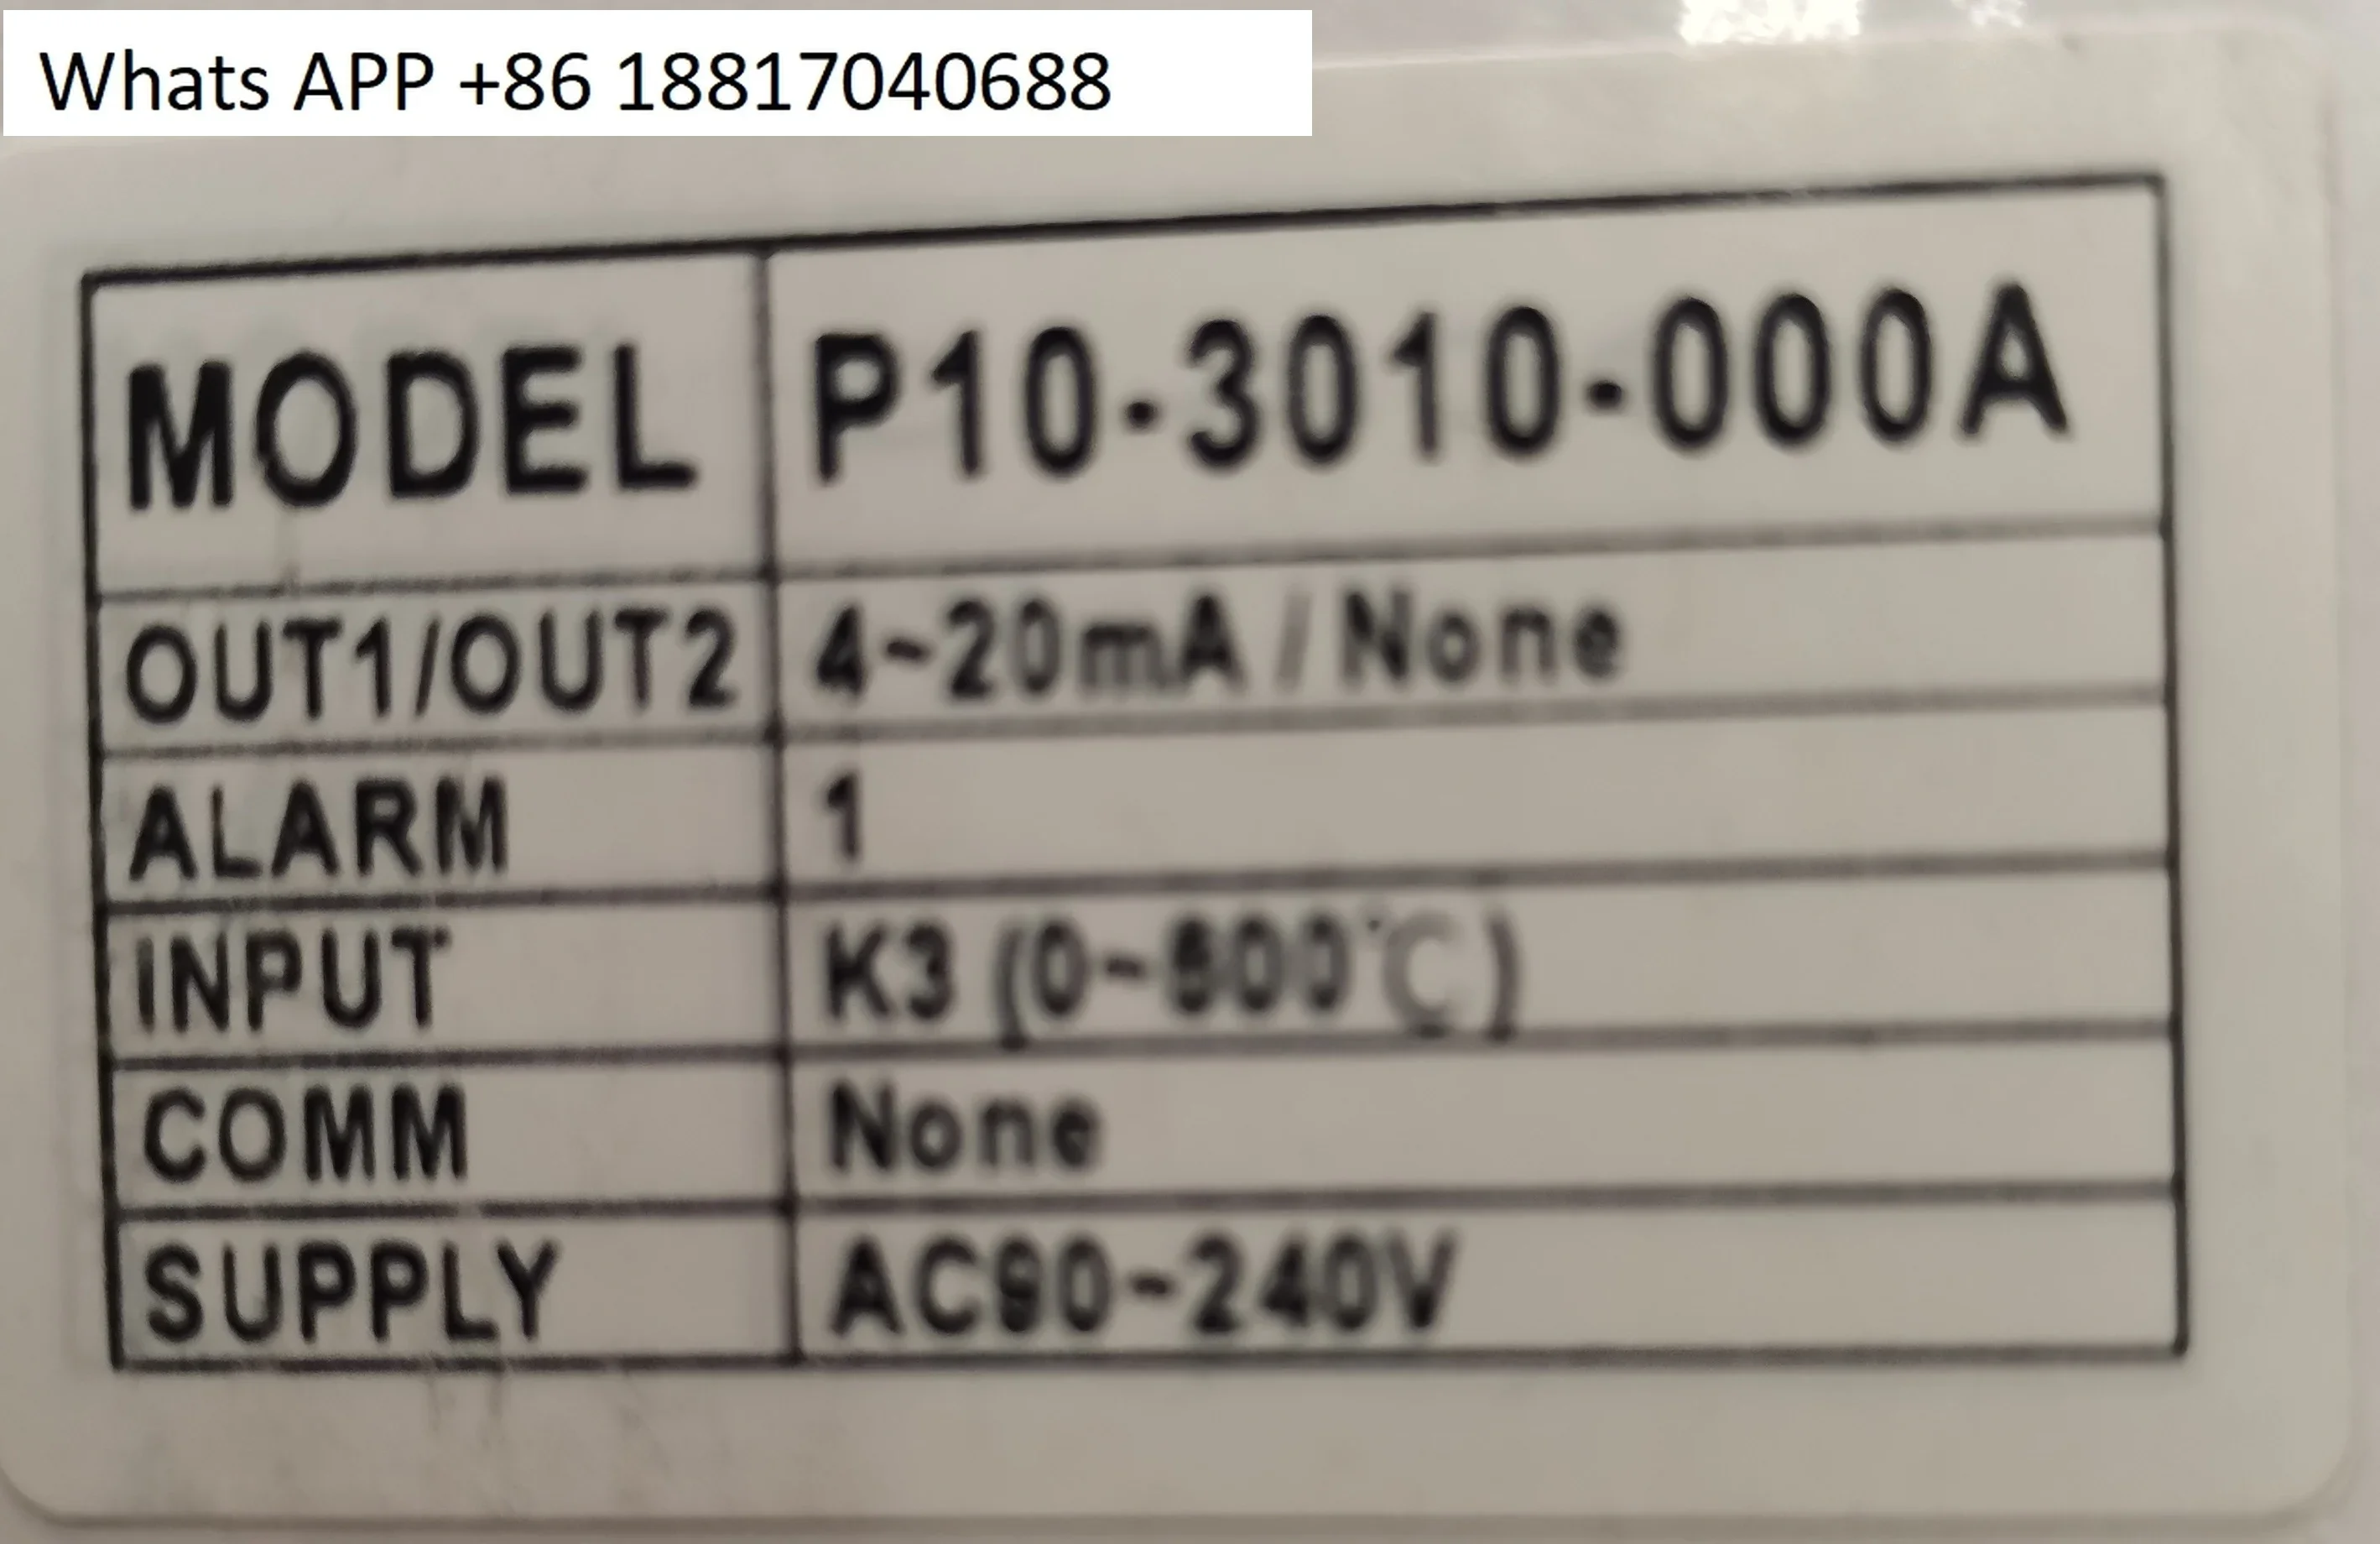 Whats APP +86 18817040688
MODEL P10-3010-000A
OUT1/OUT2 4~20mA / None
ALARM 1
INPUT K3
COMM None
SUPPLY AC90~240V